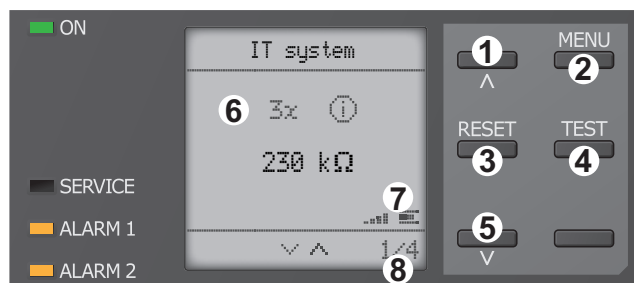 ON
IT system
1
MENU
2
∧
6 3x i
RESET
3
TEST
4
230 kΩ
SERVICE
7
ALARM 1
5
∨
∨ ∧ 1/4
8
ALARM 2